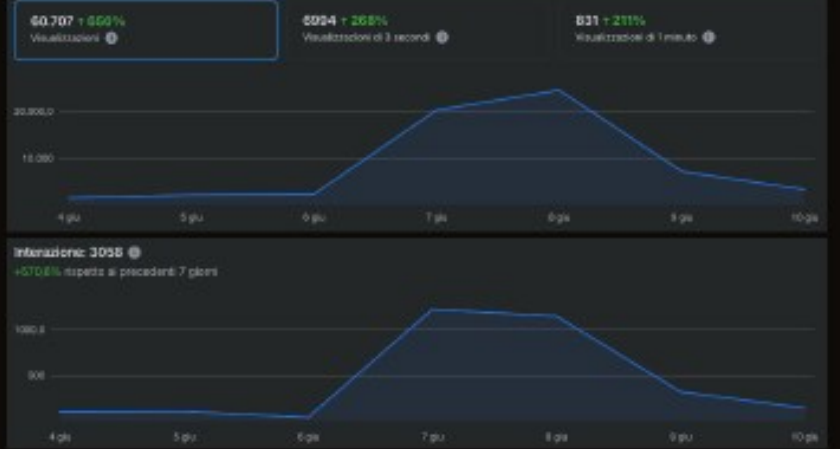 60.707 ↑ 660%
Visualizzazioni
6994 ↑ 268%
Visualizzazioni di 3 secondi
831 ↑ 211%
Visualizzazioni di 1 minuto
20.000,0
10.000
4 giu 5 giu 6 giu 7 giu 8 giu 9 giu 10 giu
Interazione: 3058
+570,8% rispetto ai precedenti 7 giorni
1000,0
500
4 giu 5 giu 6 giu 7 giu 8 giu 9 giu 10 giu